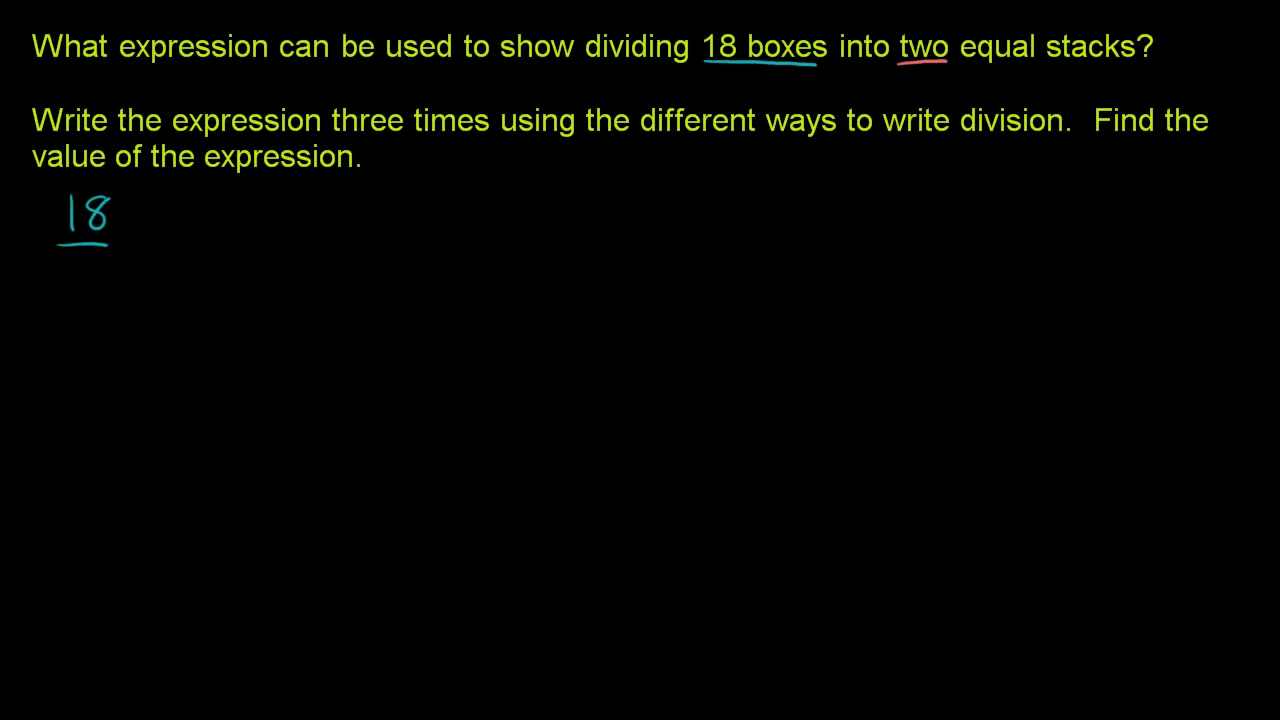 What expression can be used to show dividing 18 boxes into two equal stacks?
Write the expression three times using the different ways to write division. Find the
value of the expression.
18